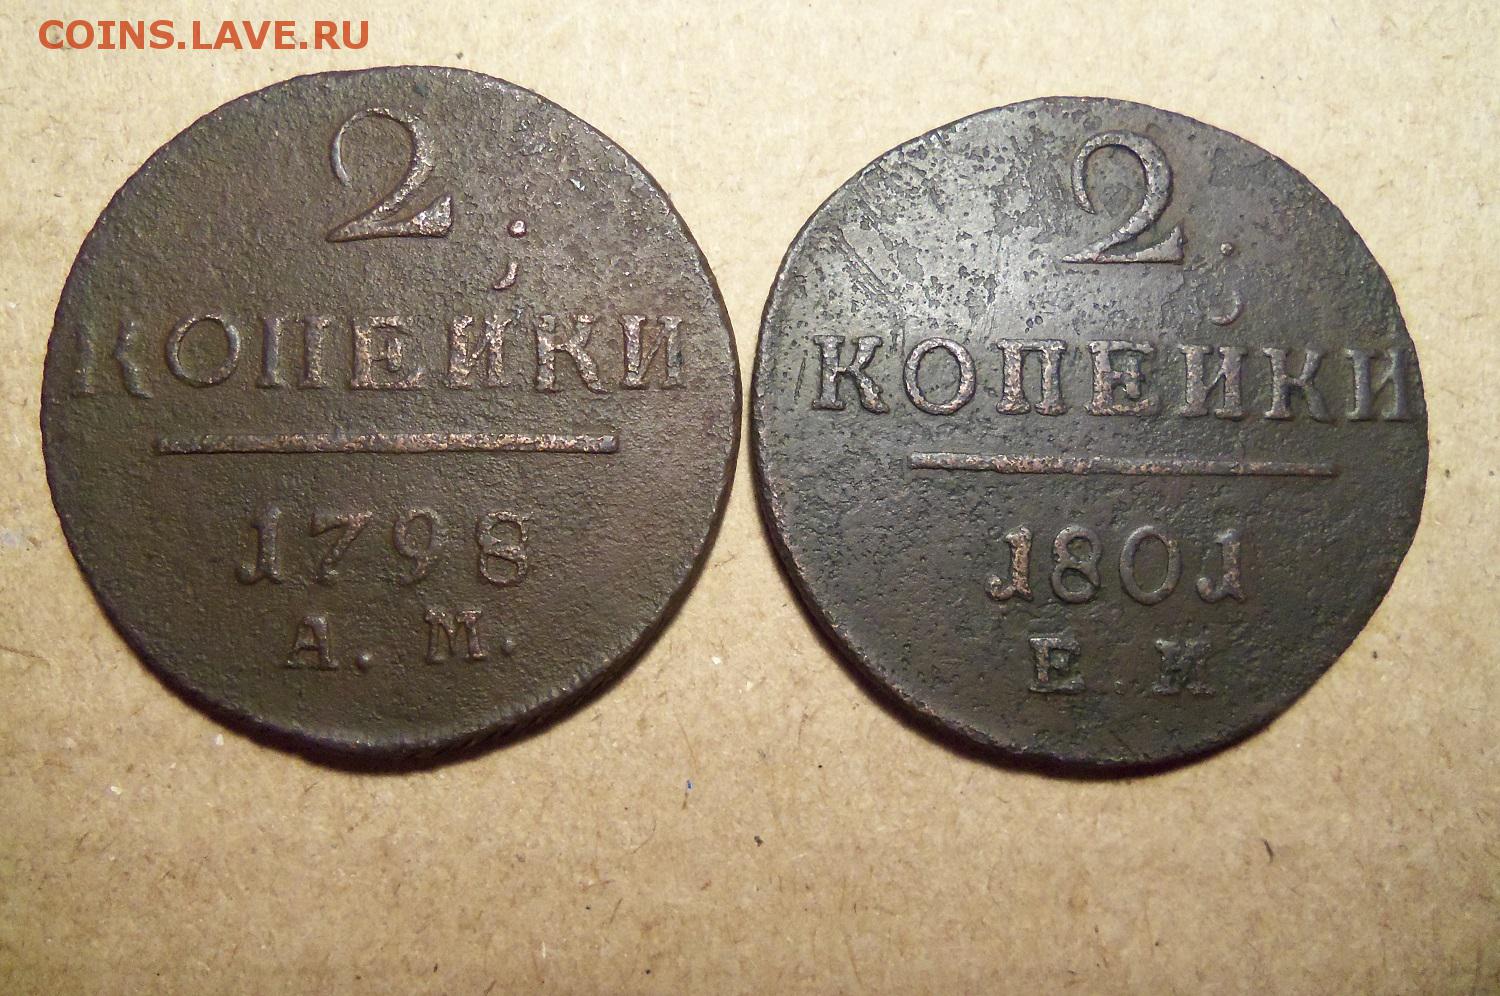 COINS.LAVE.RU
2.
КОПЕЙКИ
1798
А. М.
2.
КОПЕЙКИ
1801
Е. М